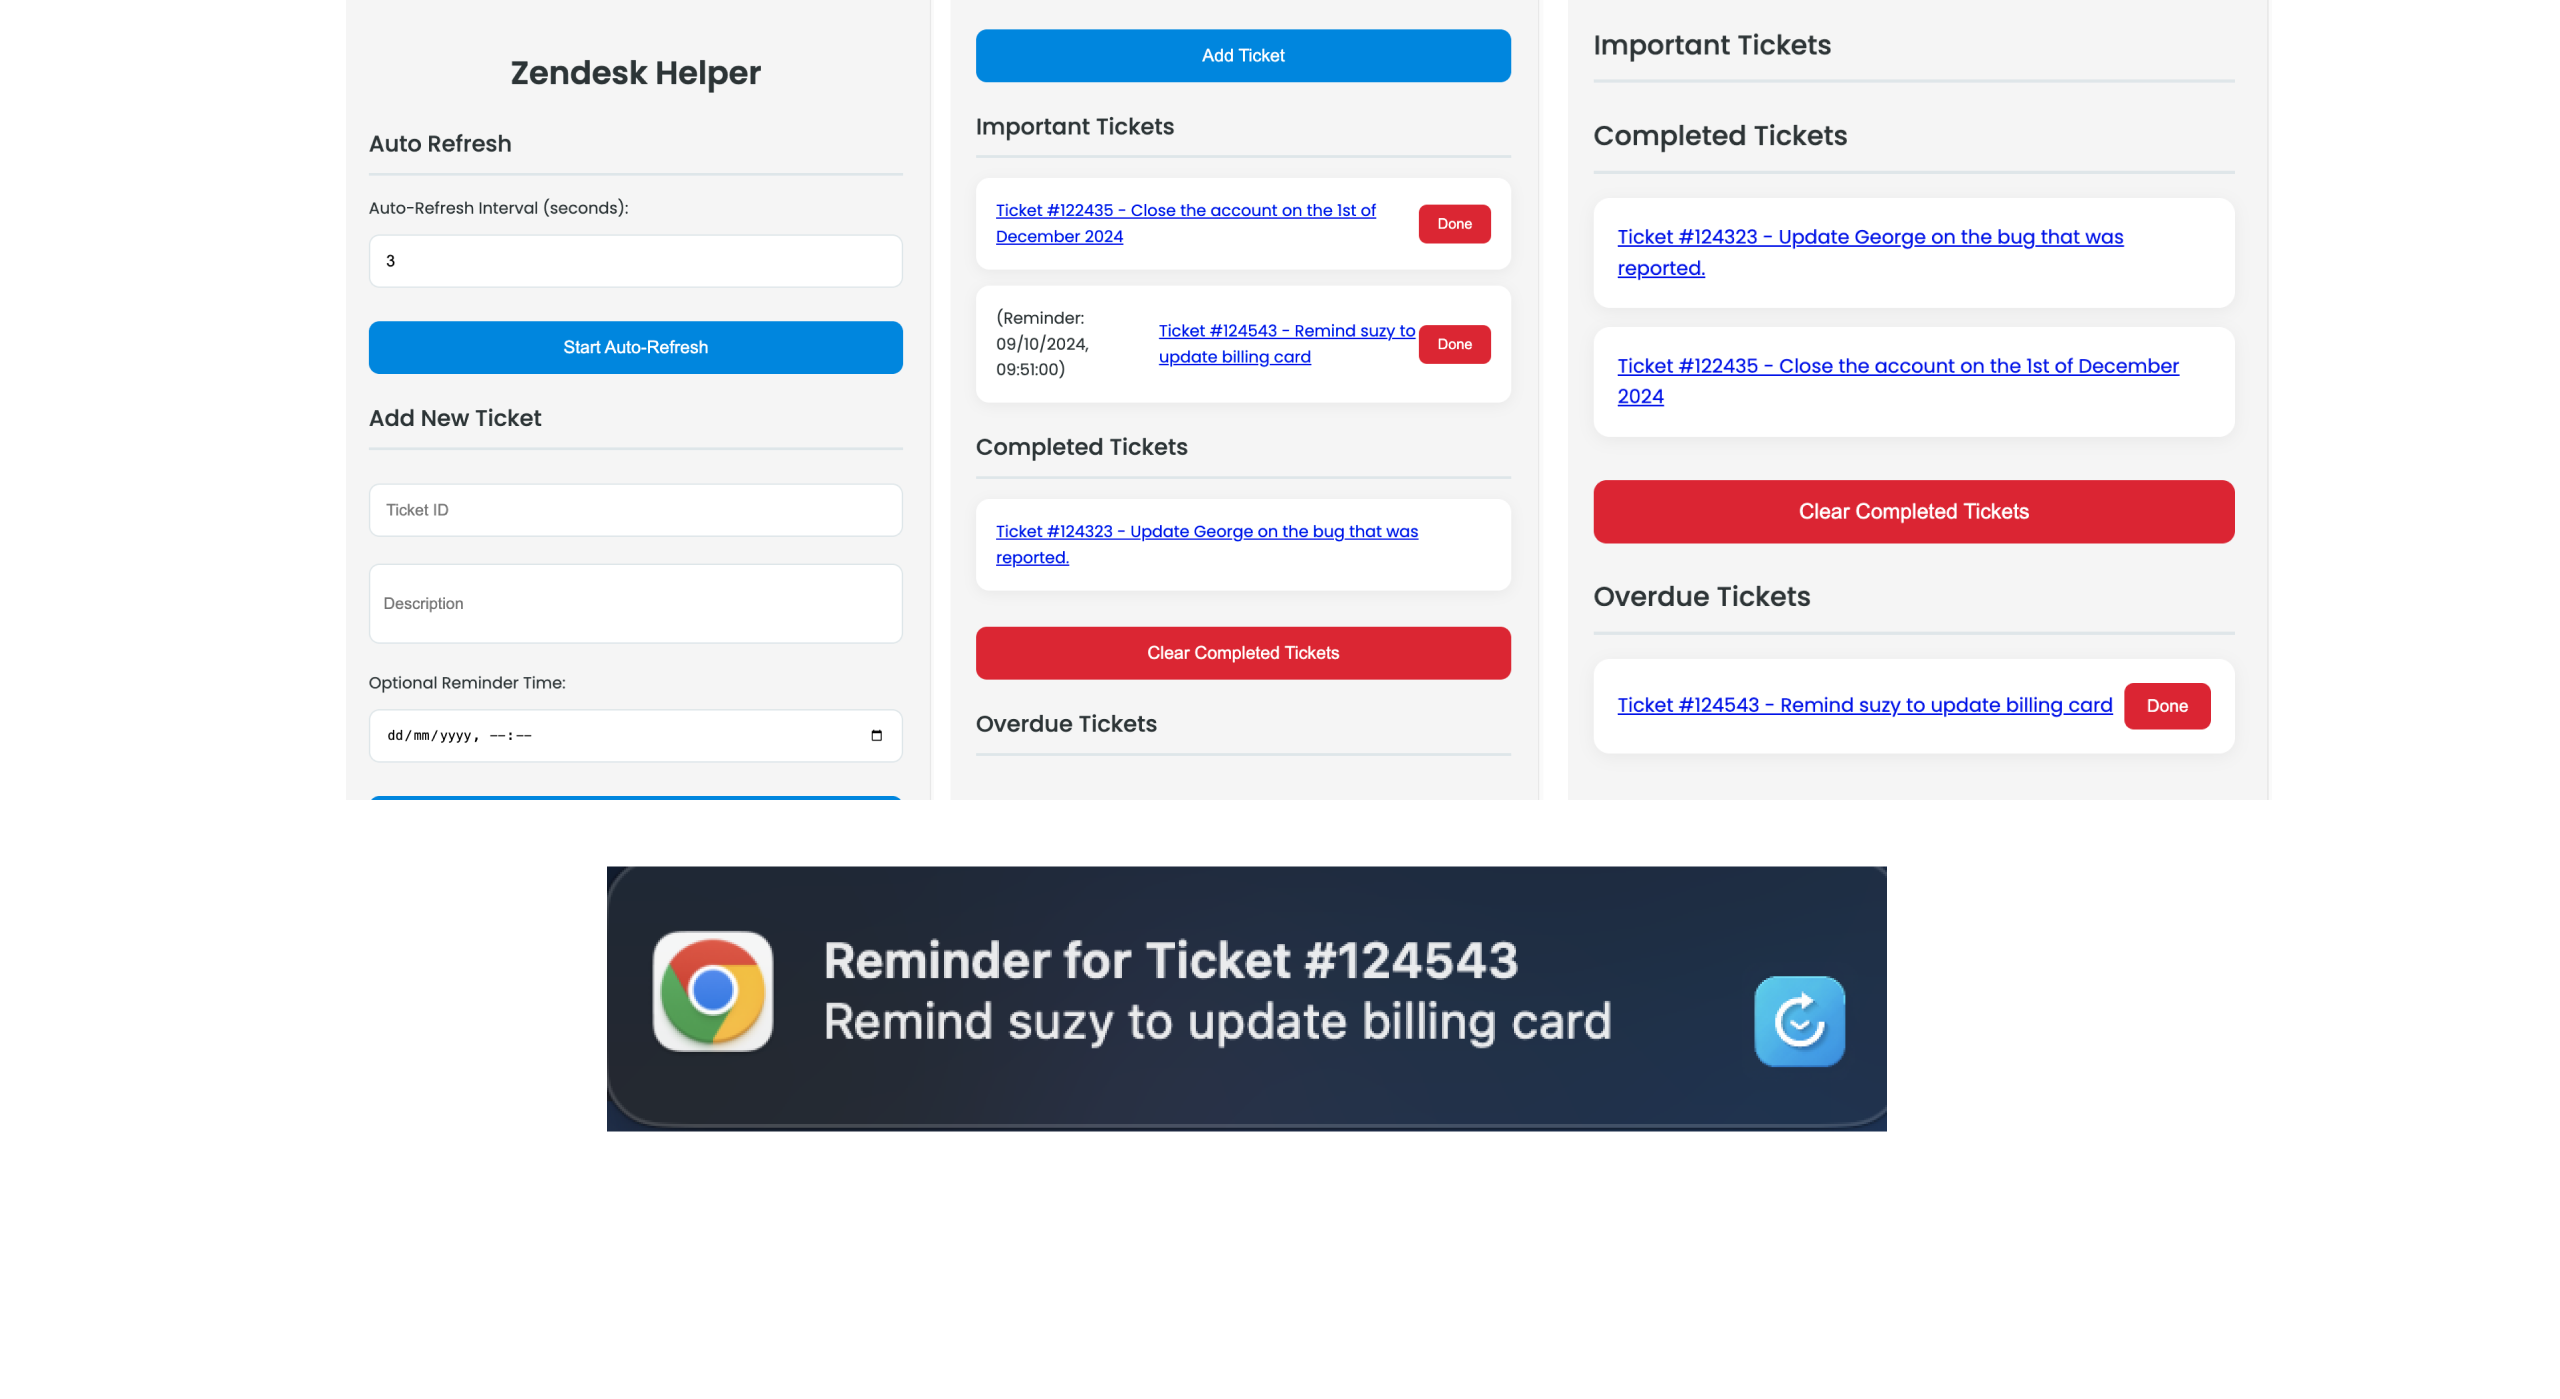 Zendesk Helper
Auto Refresh
Auto-Refresh Interval (seconds):
3
Start Auto-Refresh
Add New Ticket
Ticket ID
Description
Optional Reminder Time:
dd/mm/yyyy, --:--
Add Ticket
Important Tickets
Ticket #122435 - Close the account on the 1st of
December 2024
Done
(Reminder:
09/10/2024,
09:51:00)
Ticket #124543 - Remind suzy to
update billing card
Done
Completed Tickets
Ticket #124323 - Update George on the bug that was
reported.
Clear Completed Tickets
Overdue Tickets
Important Tickets
Completed Tickets
Ticket #124323 - Update George on the bug that was
reported.
Ticket #122435 - Close the account on the 1st of December
2024
Clear Completed Tickets
Overdue Tickets
Ticket #124543 - Remind suzy to update billing card
Done
Reminder for Ticket #124543
Remind suzy to update billing card